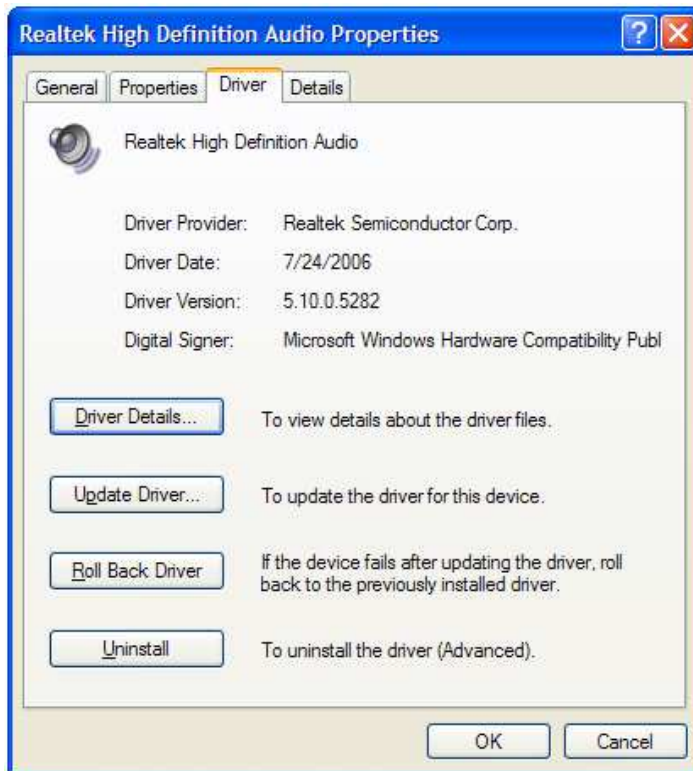 Realtek High Definition Audio Properties
General Properties Driver Details
Realtek High Definition Audio
Driver Provider: Realtek Semiconductor Corp.
Driver Date: 7/24/2006
Driver Version: 5.10.0.5282
Digital Signer: Microsoft Windows Hardware Compatibility Publ
Driver Details... To view details about the driver files.
Update Driver... To update the driver for this device.
Roll Back Driver If the device fails after updating the driver, roll
back to the previously installed driver.
Uninstall To uninstall the driver (Advanced).
OK Cancel